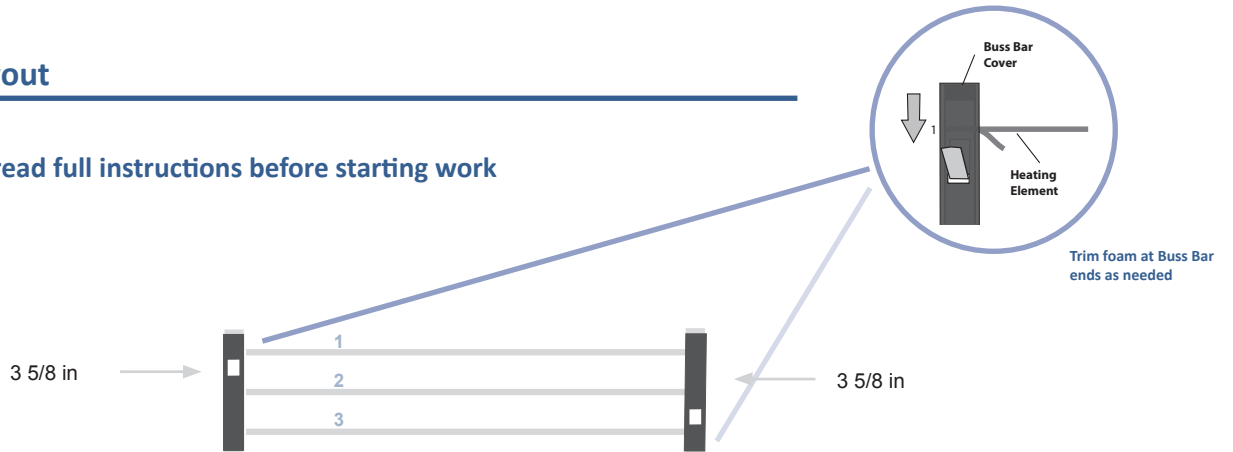 out
read full instructions before starting work
Buss Bar
Cover
1
Heating
Element
Trim foam at Buss Bar
ends as needed
1
3 5/8 in
3 5/8 in
2
3